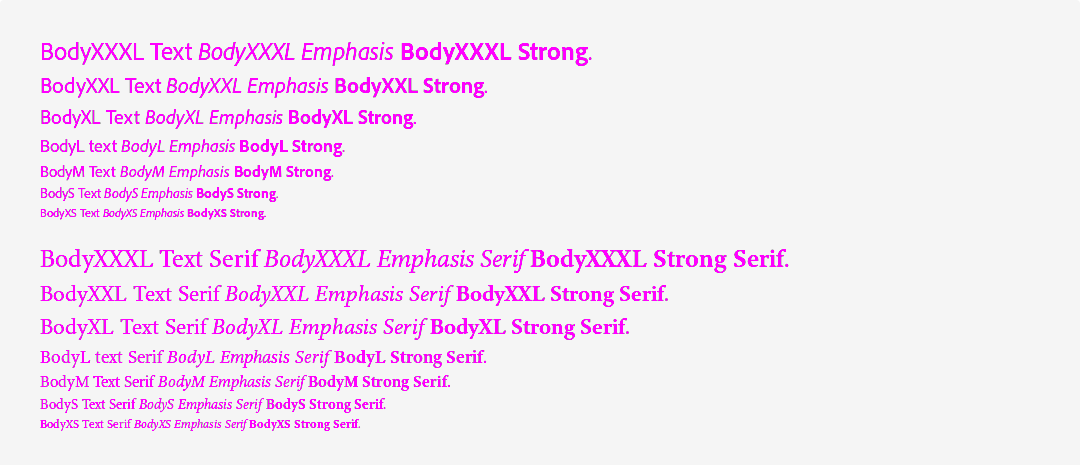 BodyXXXL Text BodyXXXL Emphasis BodyXXXL Strong.
BodyXXL Text BodyXXL Emphasis BodyXXL Strong.
BodyXL Text BodyXL Emphasis BodyXL Strong.
BodyL text BodyL Emphasis BodyL Strong.
BodyM Text BodyM Emphasis BodyM Strong.
BodyS Text BodyS Emphasis BodyS Strong.
BodyXS Text BodyXS Emphasis BodyXS Strong.
BodyXXXL Text Serif BodyXXXL Emphasis Serif BodyXXXL Strong Serif.
BodyXXL Text Serif BodyXXL Emphasis Serif BodyXXL Strong Serif.
BodyXL Text Serif BodyXL Emphasis Serif BodyXL Strong Serif.
BodyL text Serif BodyL Emphasis Serif BodyL Strong Serif.
BodyM Text Serif BodyM Emphasis Serif BodyM Strong Serif.
BodyS Text Serif BodyS Emphasis Serif BodyS Strong Serif.
BodyXS Text Serif BodyXS Emphasis Serif BodyXS Strong Serif.